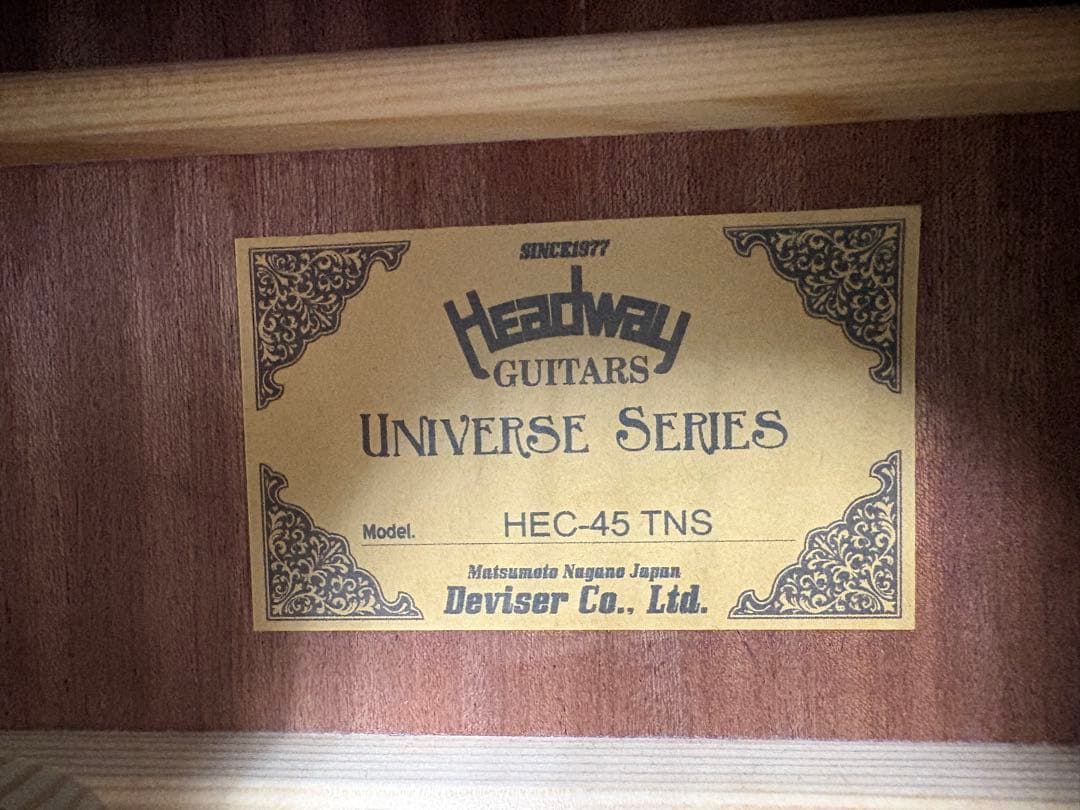 SINCE1977
Headway
GUITARS
UNIVERSE SERIES
Model. HEC-45 TNS
Matsumoto Nagano Japan
Deviser Co., Ltd.